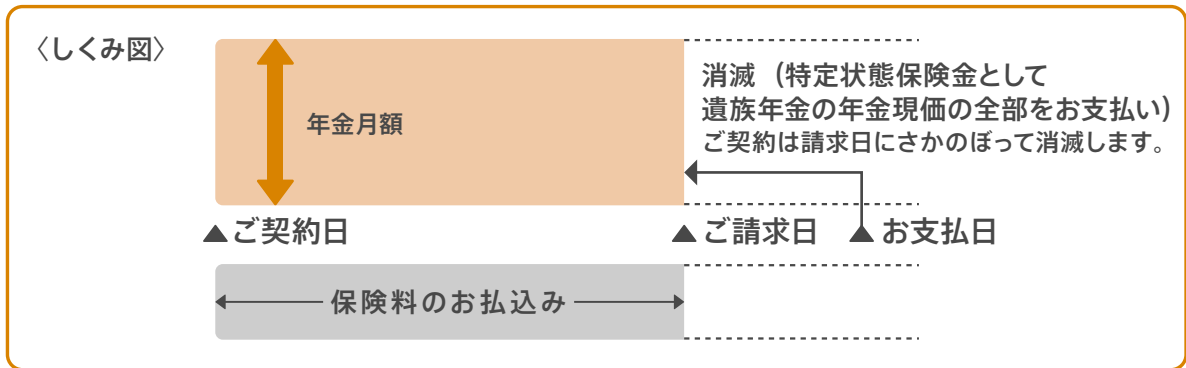 〈しくみ図〉
年金月額
消滅（特定状態保険金として
遺族年金の年金現価の全部をお支払い）
ご契約は請求日にさかのぼって消滅します。
▲ご契約日
▲ご請求日
▲お支払日
保険料のお払込み